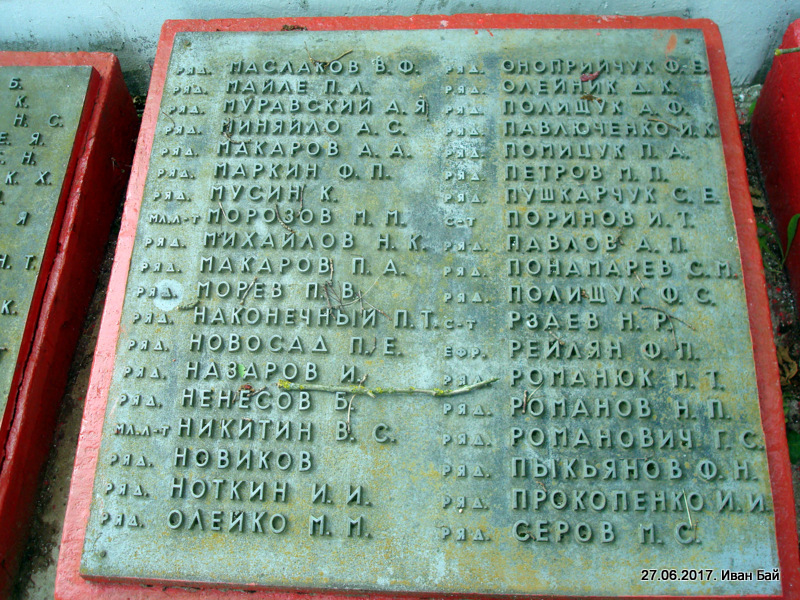 Б.
К.
Н. С.
Е. Я.
С. Н.
К. Х.
Я
Н. Т.
К.
РЯД. МАСЛАКОВ В.Ф.
РЯД. МАЙЛЕ П.Л.
РЯД. МУРАВСКИЙ А.Я
РЯД. МИНЯЙЛО А.С.
РЯД. МАКАРОВ А.А.
РЯД. МАРКИН Ф.П.
РЯД. МУСИН К.
МЛ.Л-Т МОРОЗОВ М.М.
РЯД. МИХАЙЛОВ Н.К.
РЯД. МАКАРОВ П.А.
РЯД. МОРЕВ П.В.
РЯД. НАКОНЕЧНЫЙ П.Т.
РЯД. НОВОСАД П.Е.
РЯД. НАЗАРОВ И.
РЯД. НЕНЕСОВ Б.
МЛ.Л-Т НИКИТИН В.С.
РЯД. НОВИКОВ
РЯД. НОТКИН И.И.
РЯД. ОЛЕЙКО М.М.
РЯД. ОНОПРИЙЧУК Ф.Е.
РЯД. ОЛЕЙНИК Д.К.
РЯД. ПОЛИЩУК А.Ф.
РЯД. ПАВЛЮЧЕНКО И.К.
РЯД. ПОМИЦУК П.А.
РЯД. ПЕТРОВ М.П.
РЯД. ПУШКАРЧУК С.Е.
С-Т ПОРИНОВ И.Т.
РЯД. ПАВЛОВ А.П.
РЯД. ПОНАМАРЕВ С.М.
РЯД. ПОЛИЩУК Ф.С.
С-Т РЗАЕВ Н.Р.
ЕФР. РЕЙЛЯН Ф.П.
РЯД. РОМАНЮК М.Т.
РЯД. РОМАНОВ Н.П.
РЯД. РОМАНОВИЧ Г.С.
РЯД. ПЫКЬЯНОВ Ф.Н.
РЯД. ПРОКОПЕНКО И.И.
РЯД. СЕРОВ М.С.
27.06.2017. Иван Бай